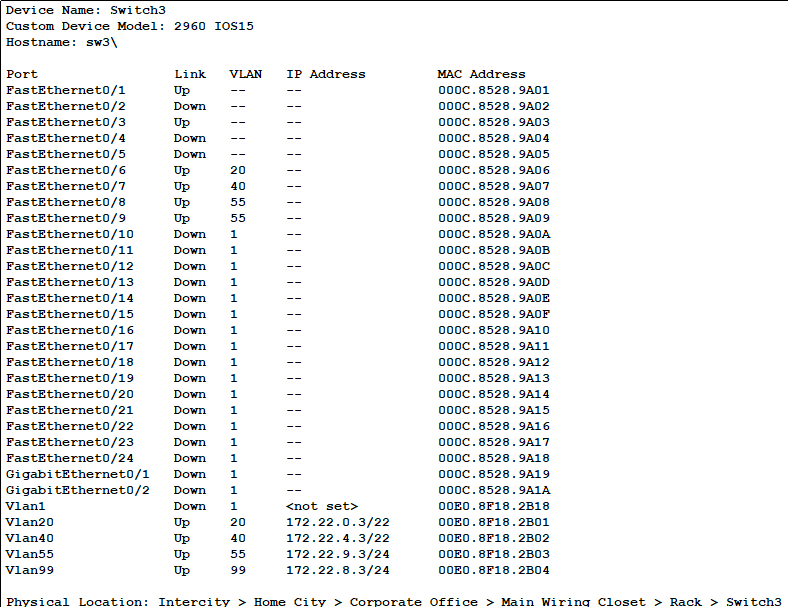 Device Name: Switch3
Custom Device Model: 2960 IOS15
Hostname: sw3\
Port Link VLAN IP Address MAC Address
FastEthernet0/1 Up -- -- 000C.8528.9A01
FastEthernet0/2 Down -- -- 000C.8528.9A02
FastEthernet0/3 Up -- -- 000C.8528.9A03
FastEthernet0/4 Down -- -- 000C.8528.9A04
FastEthernet0/5 Down -- -- 000C.8528.9A05
FastEthernet0/6 Up 20 -- 000C.8528.9A06
FastEthernet0/7 Up 40 -- 000C.8528.9A07
FastEthernet0/8 Up 55 -- 000C.8528.9A08
FastEthernet0/9 Up 55 -- 000C.8528.9A09
FastEthernet0/10 Down 1 -- 000C.8528.9A0A
FastEthernet0/11 Down 1 -- 000C.8528.9A0B
FastEthernet0/12 Down 1 -- 000C.8528.9A0C
FastEthernet0/13 Down 1 -- 000C.8528.9A0D
FastEthernet0/14 Down 1 -- 000C.8528.9A0E
FastEthernet0/15 Down 1 -- 000C.8528.9A0F
FastEthernet0/16 Down 1 -- 000C.8528.9A10
FastEthernet0/17 Down 1 -- 000C.8528.9A11
FastEthernet0/18 Down 1 -- 000C.8528.9A12
FastEthernet0/19 Down 1 -- 000C.8528.9A13
FastEthernet0/20 Down 1 -- 000C.8528.9A14
FastEthernet0/21 Down 1 -- 000C.8528.9A15
FastEthernet0/22 Down 1 -- 000C.8528.9A16
FastEthernet0/23 Down 1 -- 000C.8528.9A17
FastEthernet0/24 Down 1 -- 000C.8528.9A18
GigabitEthernet0/1 Down 1 -- 000C.8528.9A19
GigabitEthernet0/2 Down 1 -- 000C.8528.9A1A
Vlan1 Down 1 <not set> 00E0.8F18.2B18
Vlan20 Up 20 172.22.0.3/22 00E0.8F18.2B01
Vlan40 Up 40 172.22.4.3/22 00E0.8F18.2B02
Vlan55 Up 55 172.22.9.3/24 00E0.8F18.2B03
Vlan99 Up 99 172.22.8.3/24 00E0.8F18.2B04
Physical Location: Intercity > Home City > Corporate Office > Main Wiring Closet > Rack > Switch3